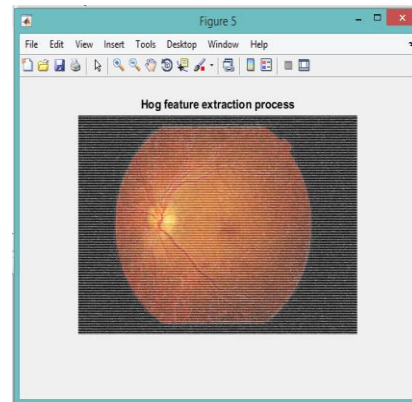 Figure 5
File Edit View Insert Tools Desktop Window Help
Hog feature extraction process